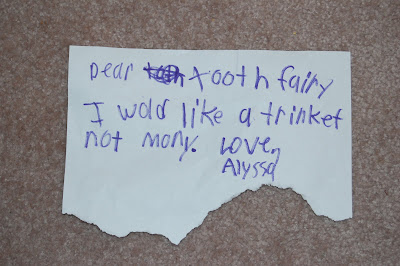 Dear tooth fairy
I wold like a trinket
not mony. Love,
Alyssa